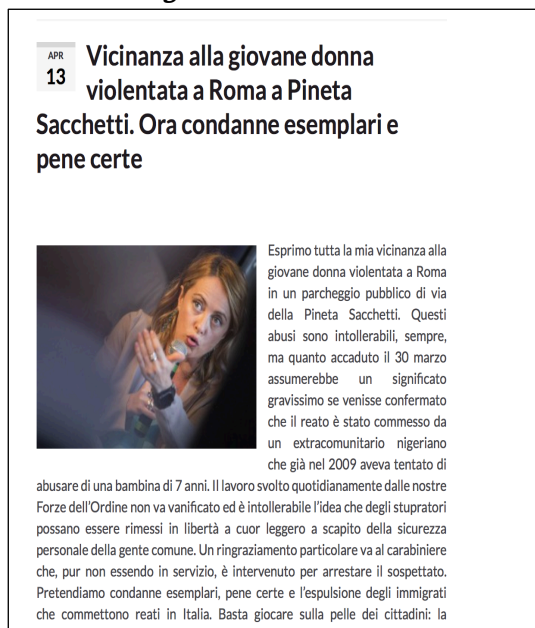 APR
13
Vicinanza alla giovane donna
violentata a Roma a Pineta
Sacchetti. Ora condanne esemplari e
pene certe
Esprimo tutta la mia vicinanza alla
giovane donna violentata a Roma
in un parcheggio pubblico di via
della Pineta Sacchetti. Questi
abusi sono intollerabili, sempre,
ma quanto accaduto il 30 marzo
assumerebbe un significato
gravissimo se venisse confermato
che il reato è stato commesso da
un extracomunitario nigeriano
che già nel 2009 aveva tentato di
abusare di una bambina di 7 anni. Il lavoro svolto quotidianamente dalle nostre
Forze dell'Ordine non va vanificato ed è intollerabile l'idea che degli stupratori
possano essere rimessi in libertà a cuor leggero a scapito della sicurezza
personale della gente comune. Un ringraziamento particolare va al carabiniere
che, pur non essendo in servizio, è intervenuto per arrestare il sospettato.
Pretendiamo condanne esemplari, pene certe e l'espulsione degli immigrati
che commettono reati in Italia. Basta giocare sulla pelle dei cittadini: la